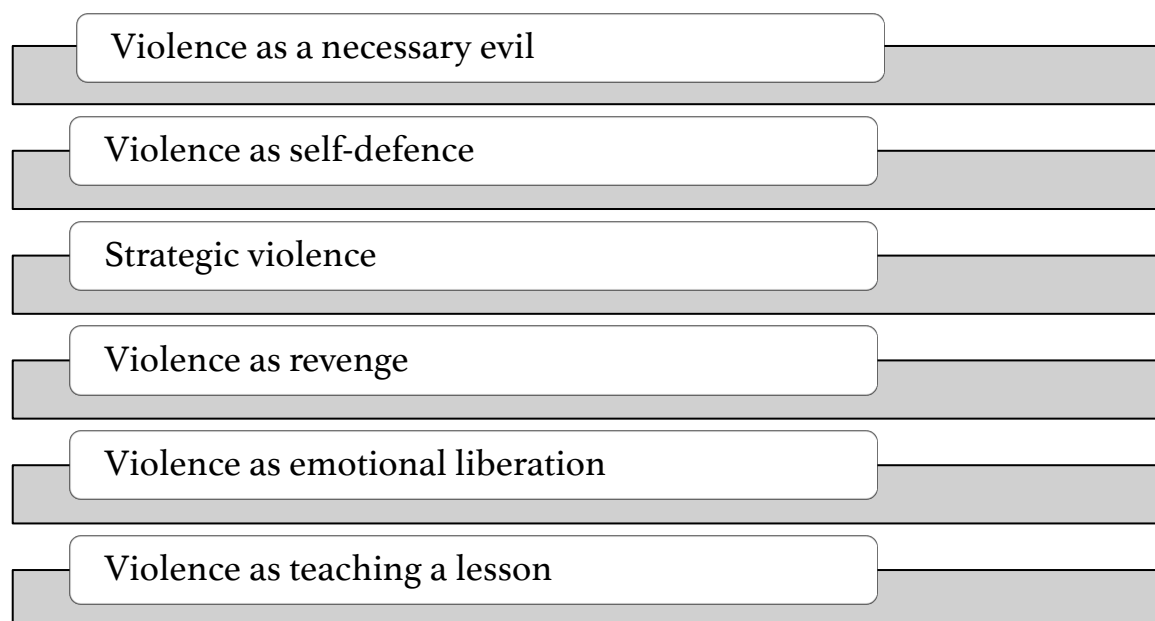 Violence as a necessary evil
Violence as self-defence
Strategic violence
Violence as revenge
Violence as emotional liberation
Violence as teaching a lesson